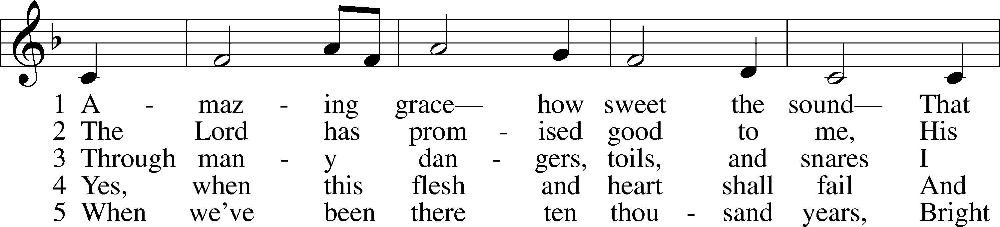 1 A - maz - ing grace— how sweet the sound— That
2 The Lord has prom - ised good to me, His
3 Through man - y dan - gers, toils, and snares I
4 Yes, when this flesh and heart shall fail And
5 When we've been there ten thou - sand years, Bright